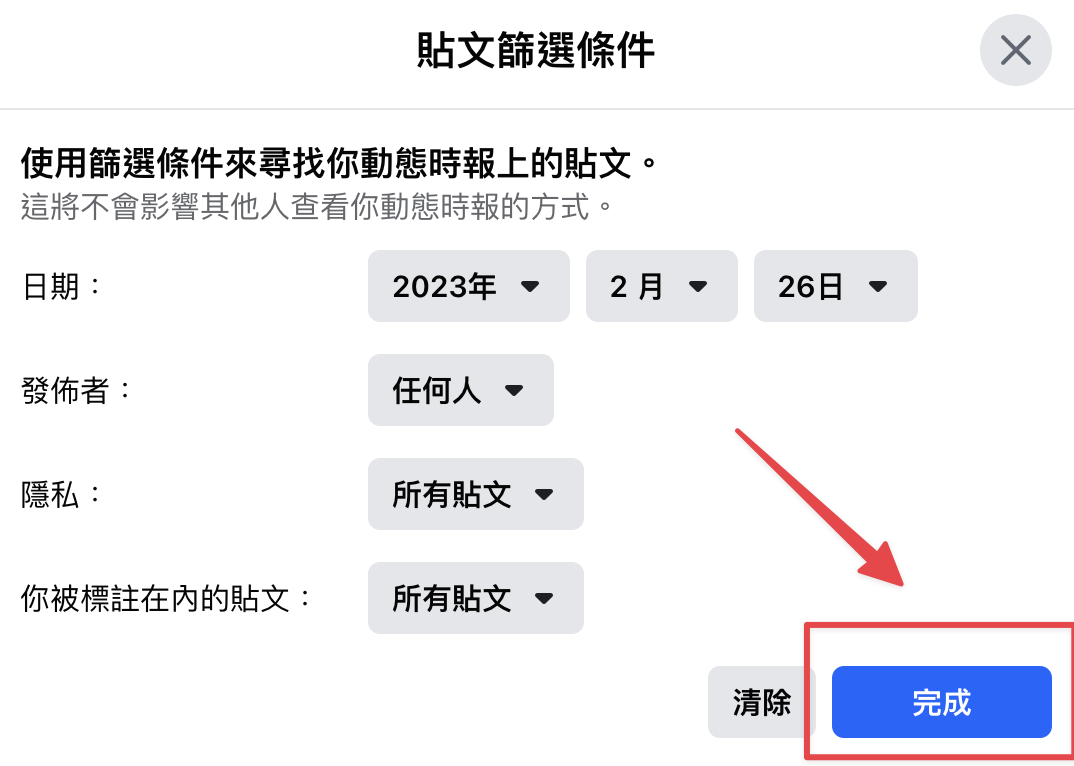 貼文篩選條件
使用篩選條件來尋找你動態時報上的貼文。
這將不會影響其他人查看你動態時報的方式。
日期： 2023年 2 月 26日
發佈者： 任何人
隱私： 所有貼文
你被標註在內的貼文： 所有貼文
清除 完成